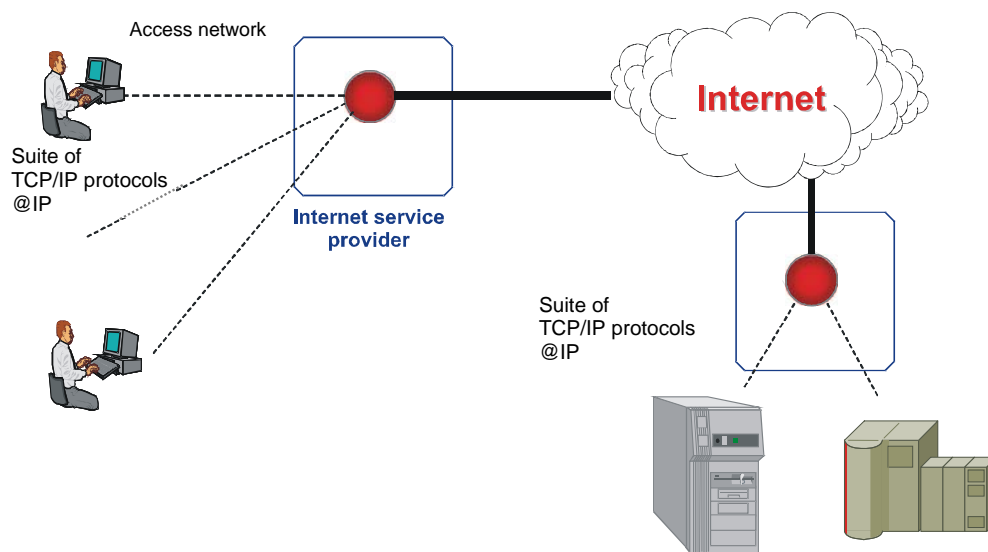 Access network
Suite of
TCP/IP protocols
@IP
Internet service
provider
Internet
Suite of
TCP/IP protocols
@IP